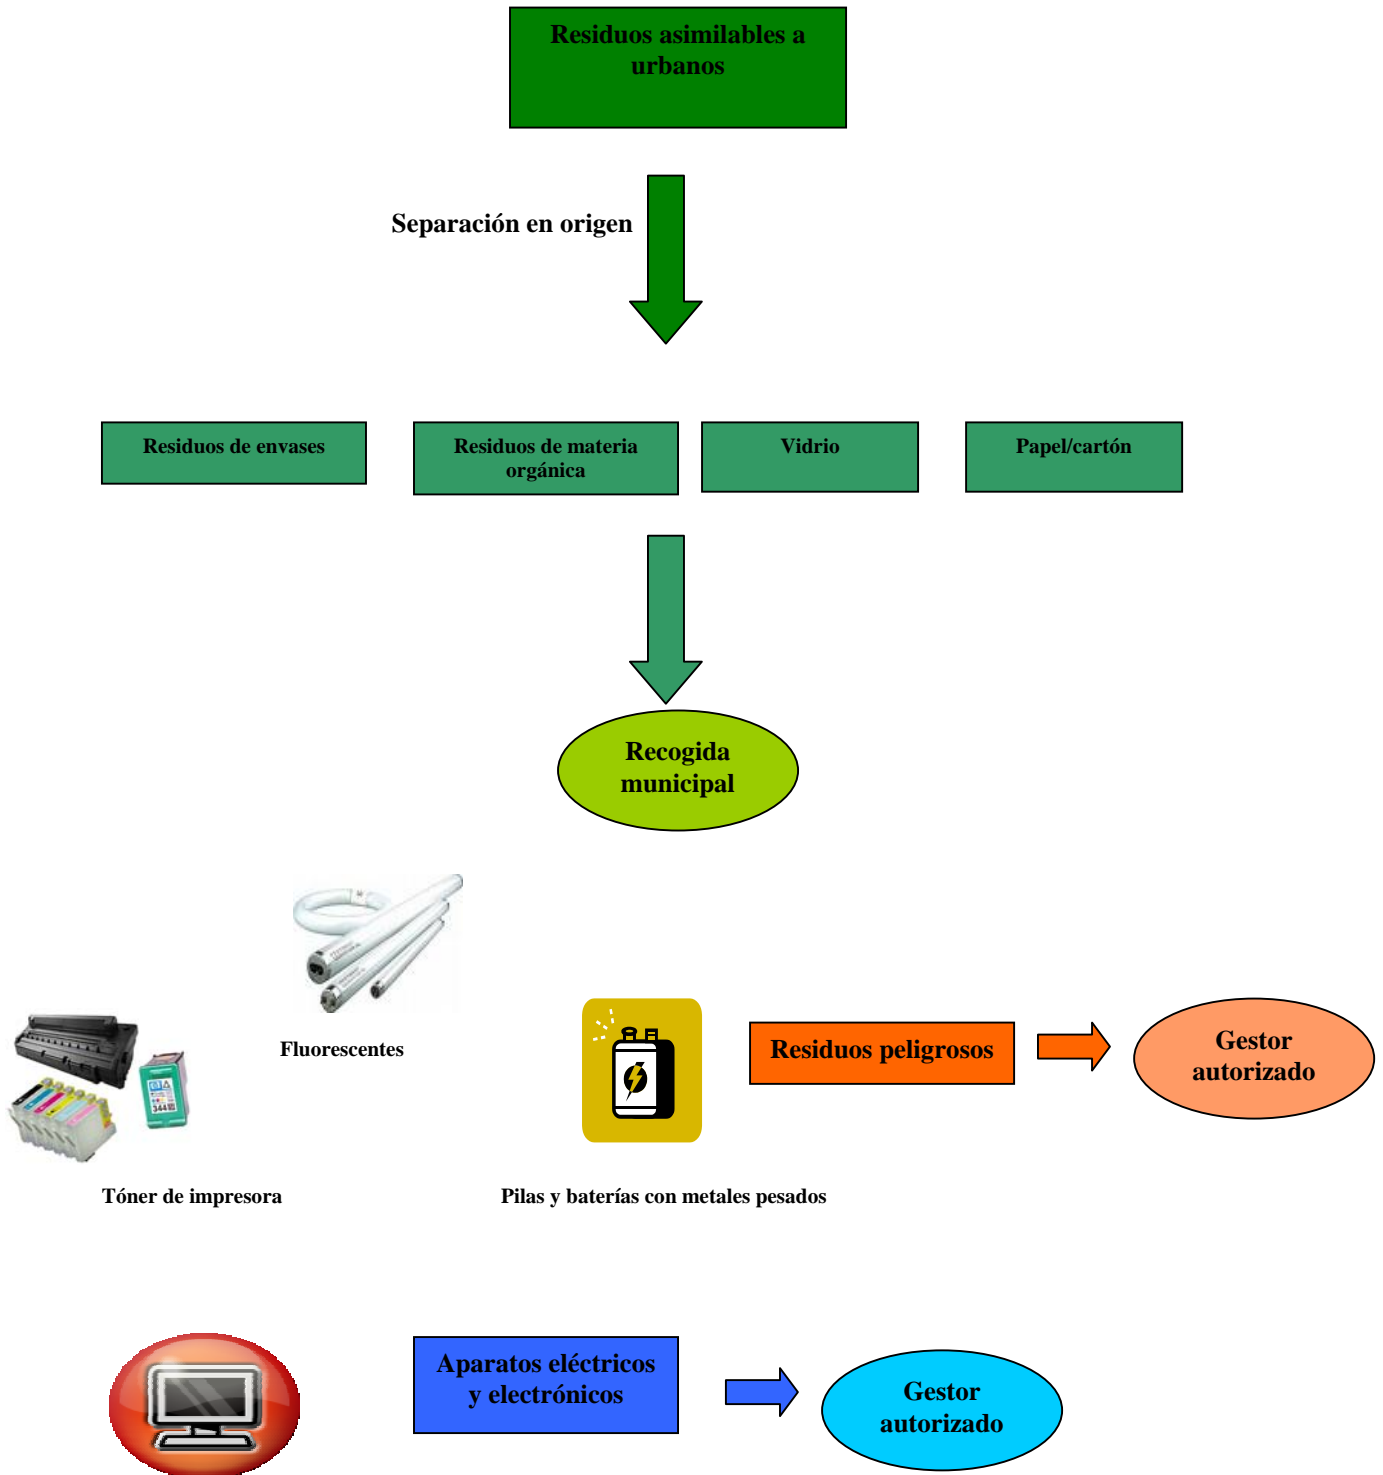 Residuos asimilables a
urbanos
Separación en origen
Residuos de envases
Residuos de materia
orgánica
Vidrio
Papel/cartón
Recogida
municipal
Fluorescentes
344
Residuos peligrosos
Gestor
autorizado
Tóner de impresora
Pilas y baterías con metales pesados
Aparatos eléctricos
y electrónicos
Gestor
autorizado